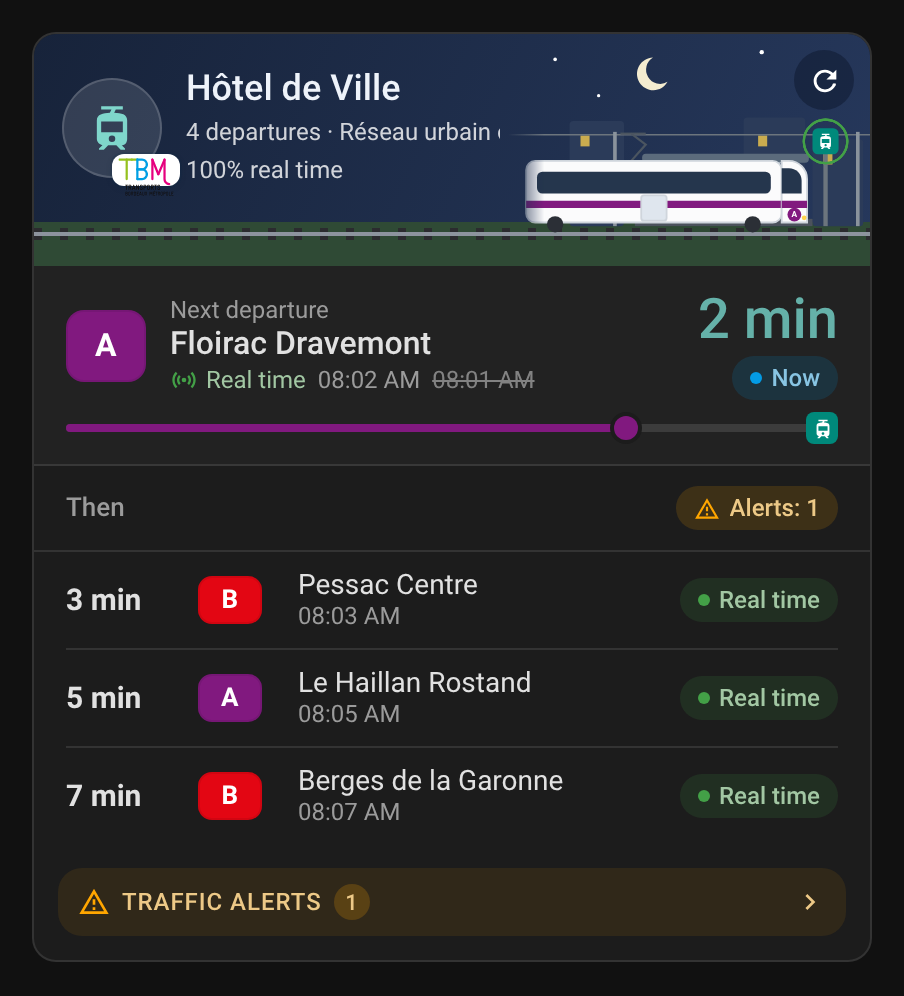 Hôtel de Ville
4 departures · Réseau urbain
TBM
100% real time
A
A
Next departure
Floirac Dravemont
Real time 08:02 AM 08:01 AM
2 min
Now
Then
Alerts: 1
3 min
B
Pessac Centre
08:03 AM
Real time
5 min
A
Le Haillan Rostand
08:05 AM
Real time
7 min
B
Berges de la Garonne
08:07 AM
Real time
TRAFFIC ALERTS 1